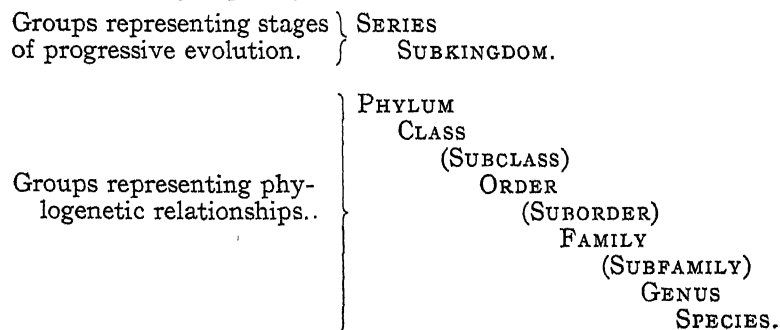 Groups representing stages
of progressive evolution.
SERIES
SUBKINGDOM.
PHYLUM
CLASS
(SUBCLASS)
ORDER
(SUBORDER)
FAMILY
(SUBFAMILY)
GENUS
SPECIES.
Groups representing phy-
logenetic relationships..